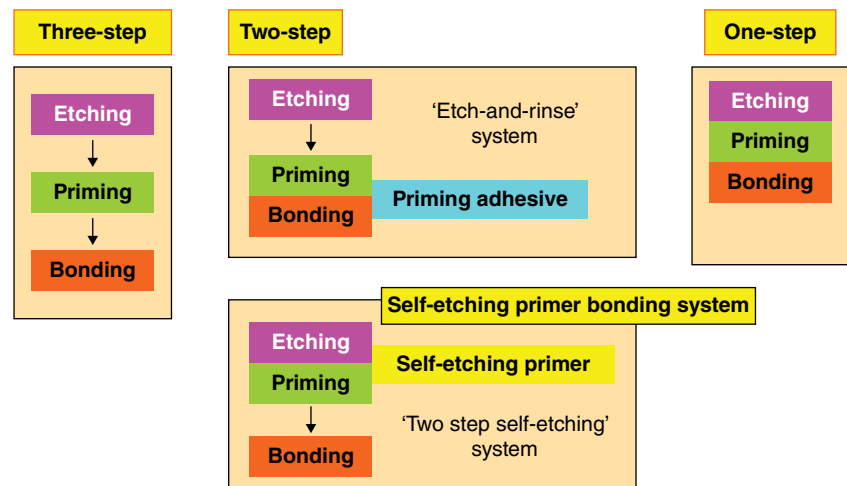 Three-step
Etching
Priming
Bonding
Two-step
Etching
‘Etch-and-rinse’
system
Priming
Bonding
Priming adhesive
Self-etching primer bonding system
Etching
Priming
Self-etching primer
‘Two step self-etching’
system
Bonding
One-step
Etching
Priming
Bonding